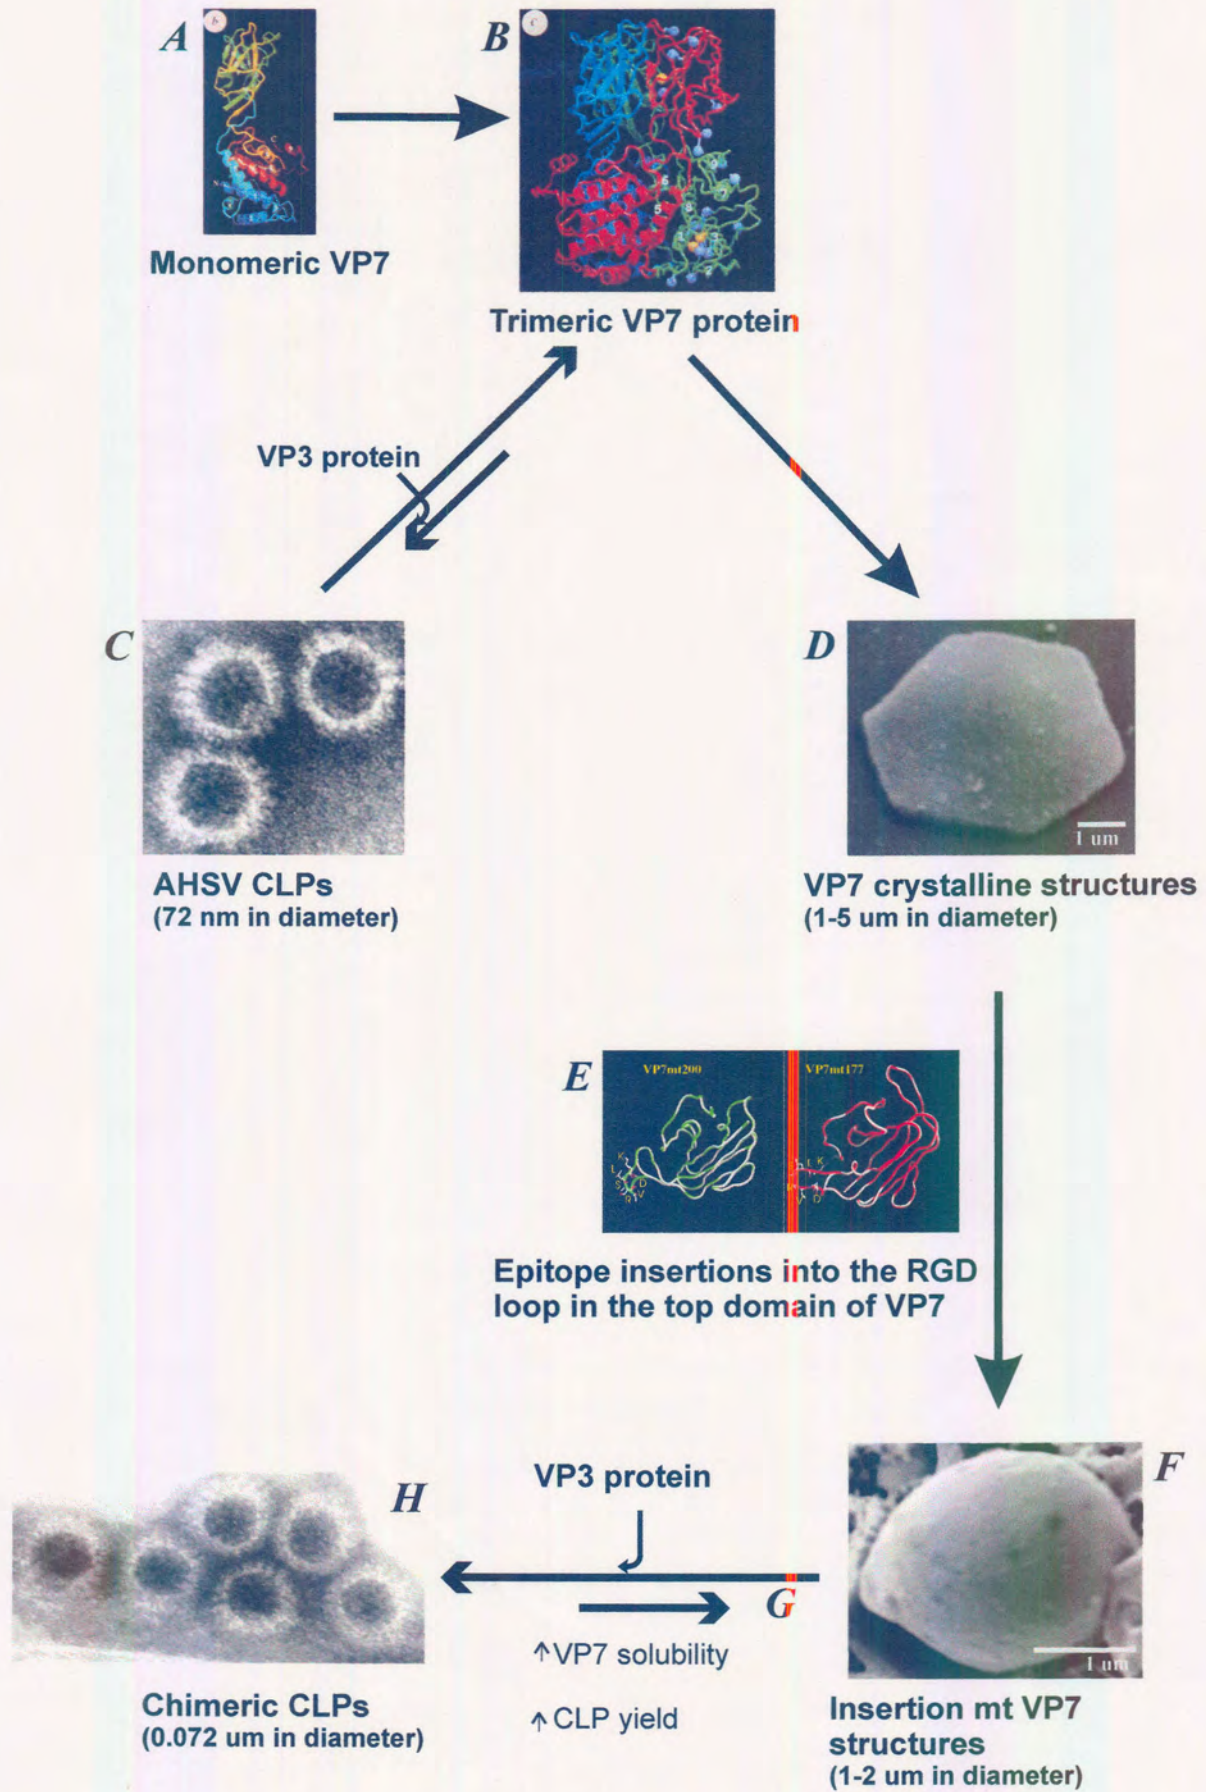 A
b
B
c
Monomeric VP7
Trimeric VP7 protein
VP3 protein
C
D
1 um
AHSV CLPs
(72 nm in diameter)
VP7 crystalline structures
(1-5 um in diameter)
E
VP7mt200
VP7mt177
Epitope insertions into the RGD
loop in the top domain of VP7
F
H
VP3 protein
G
1 um
↑VP7 solubility
↑ CLP yield
Chimeric CLPs
(0.072 um in diameter)
Insertion mt VP7
structures
(1-2 um in diameter)